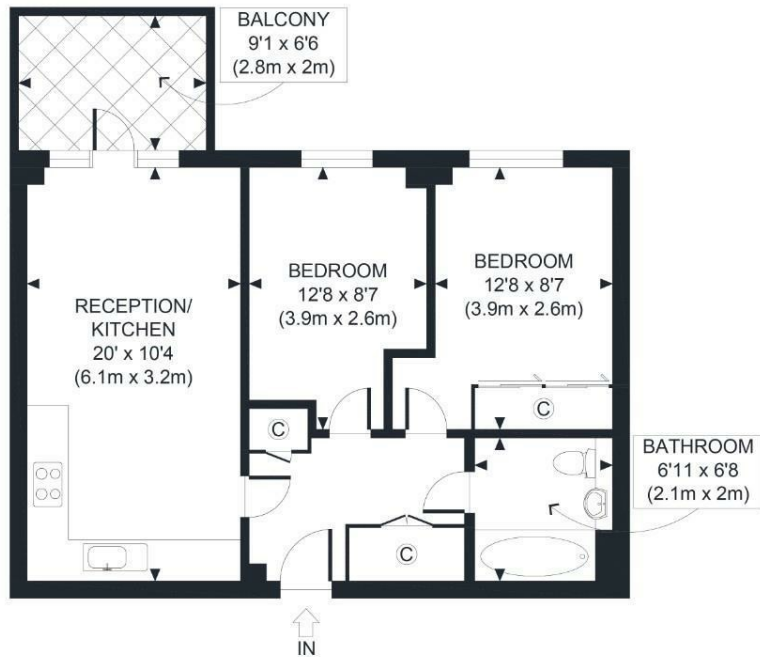 BALCONY
9'1 x 6'6
(2.8m x 2m)
RECEPTION/
KITCHEN
20' x 10'4
(6.1m x 3.2m)
BEDROOM
12'8 x 8'7
(3.9m x 2.6m)
BEDROOM
12'8 x 8'7
(3.9m x 2.6m)
C
C
BATHROOM
6'11 x 6'8
(2.1m x 2m)
C
IN